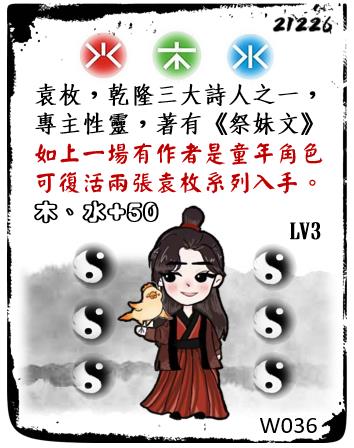 21226
火 木 水
袁枚，乾隆三大詩人之一，
專主性靈，著有《祭妹文》
如上一場有作者是童年角色
可復活兩張袁枚系列入手。
木、水+50
LV3
W036